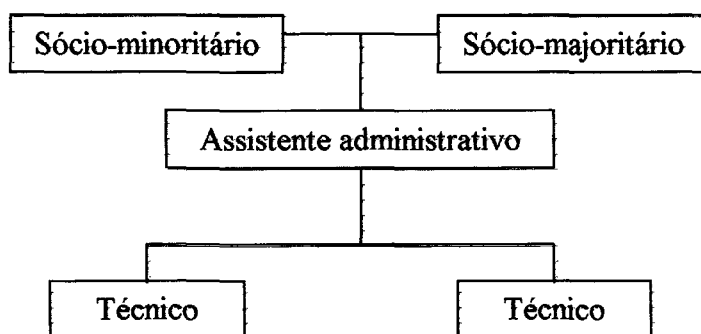 Sócio-minoritário
Sócio-majoritário
Assistente administrativo
Técnico
Técnico